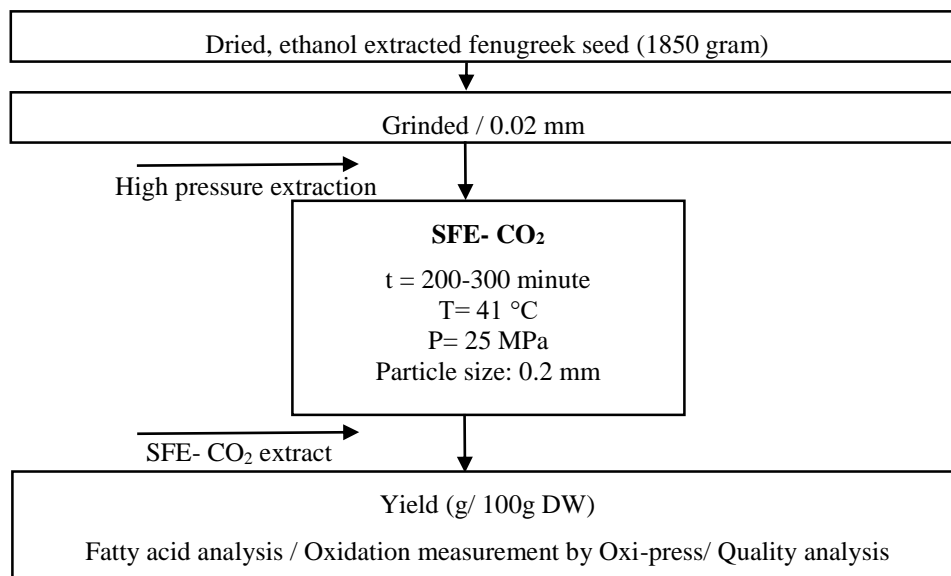 Dried, ethanol extracted fenugreek seed (1850 gram)
Grinded / 0.02 mm
High pressure extraction
SFE- CO₂
t = 200-300 minute
T= 41 °C
P= 25 MPa
Particle size: 0.2 mm
SFE- CO₂ extract
Yield (g/ 100g DW)
Fatty acid analysis / Oxidation measurement by Oxi-press/ Quality analysis